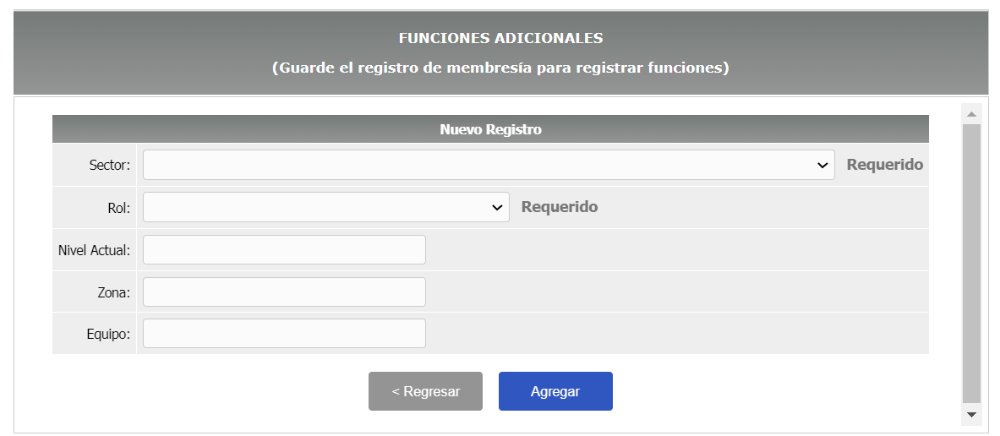 FUNCIONES ADICIONALES
(Guarde el registro de membresía para registrar funciones)
Nuevo Registro
Sector: Requerido
Rol: Requerido
Nivel Actual:
Zona:
Equipo:
< Regresar Agregar